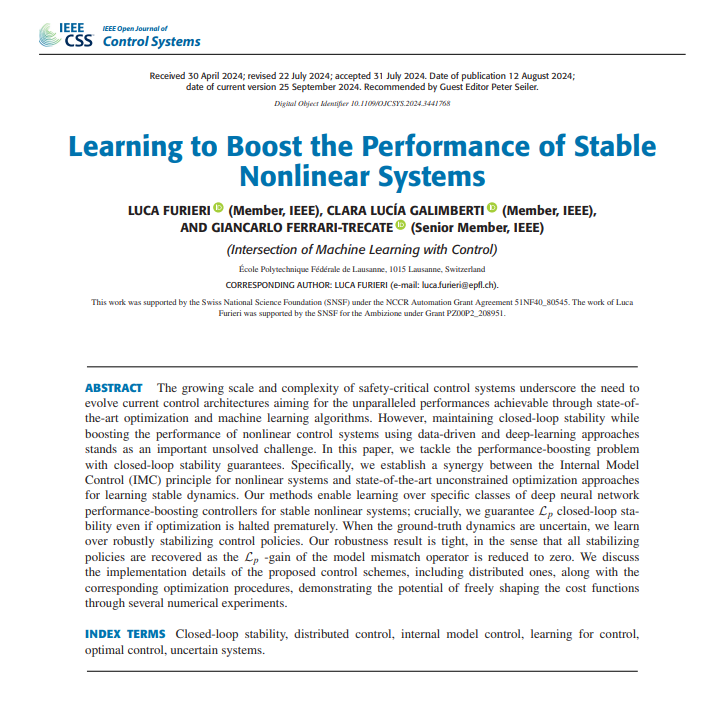 IEEE
CSS
IEEE Open Journal of
Control Systems
Received 30 April 2024; revised 22 July 2024; accepted 31 July 2024. Date of publication 12 August 2024;
date of current version 25 September 2024. Recommended by Guest Editor Peter Seiler.
Digital Object Identifier 10.1109/OJCSYS.2024.3441768
Learning to Boost the Performance of Stable
Nonlinear Systems
LUCA FURIERI iD (Member, IEEE), CLARA LUCÍA GALIMBERTI iD (Member, IEEE),
AND GIANCARLO FERRARI-TRECATE iD (Senior Member, IEEE)
(Intersection of Machine Learning with Control)
École Polytechnique Fédérale de Lausanne, 1015 Lausanne, Switzerland
CORRESPONDING AUTHOR: LUCA FURIERI (e-mail: luca.furieri@epfl.ch).
This work was supported by the Swiss National Science Foundation (SNSF) under the NCCR Automation Grant Agreement 51NF40_80545. The work of Luca
Furieri was supported by the SNSF for the Ambizione under Grant PZ00P2_208951.
ABSTRACT The growing scale and complexity of safety-critical control systems underscore the need to
evolve current control architectures aiming for the unparalleled performances achievable through state-of-
the-art optimization and machine learning algorithms. However, maintaining closed-loop stability while
boosting the performance of nonlinear control systems using data-driven and deep-learning approaches
stands as an important unsolved challenge. In this paper, we tackle the performance-boosting problem
with closed-loop stability guarantees. Specifically, we establish a synergy between the Internal Model
Control (IMC) principle for nonlinear systems and state-of-the-art unconstrained optimization approaches
for learning stable dynamics. Our methods enable learning over specific classes of deep neural network
performance-boosting controllers for stable nonlinear systems; crucially, we guarantee ℒp closed-loop sta-
bility even if optimization is halted prematurely. When the ground-truth dynamics are uncertain, we learn
over robustly stabilizing control policies. Our robustness result is tight, in the sense that all stabilizing
policies are recovered as the ℒp -gain of the model mismatch operator is reduced to zero. We discuss
the implementation details of the proposed control schemes, including distributed ones, along with the
corresponding optimization procedures, demonstrating the potential of freely shaping the cost functions
through several numerical experiments.
INDEX TERMS Closed-loop stability, distributed control, internal model control, learning for control,
optimal control, uncertain systems.